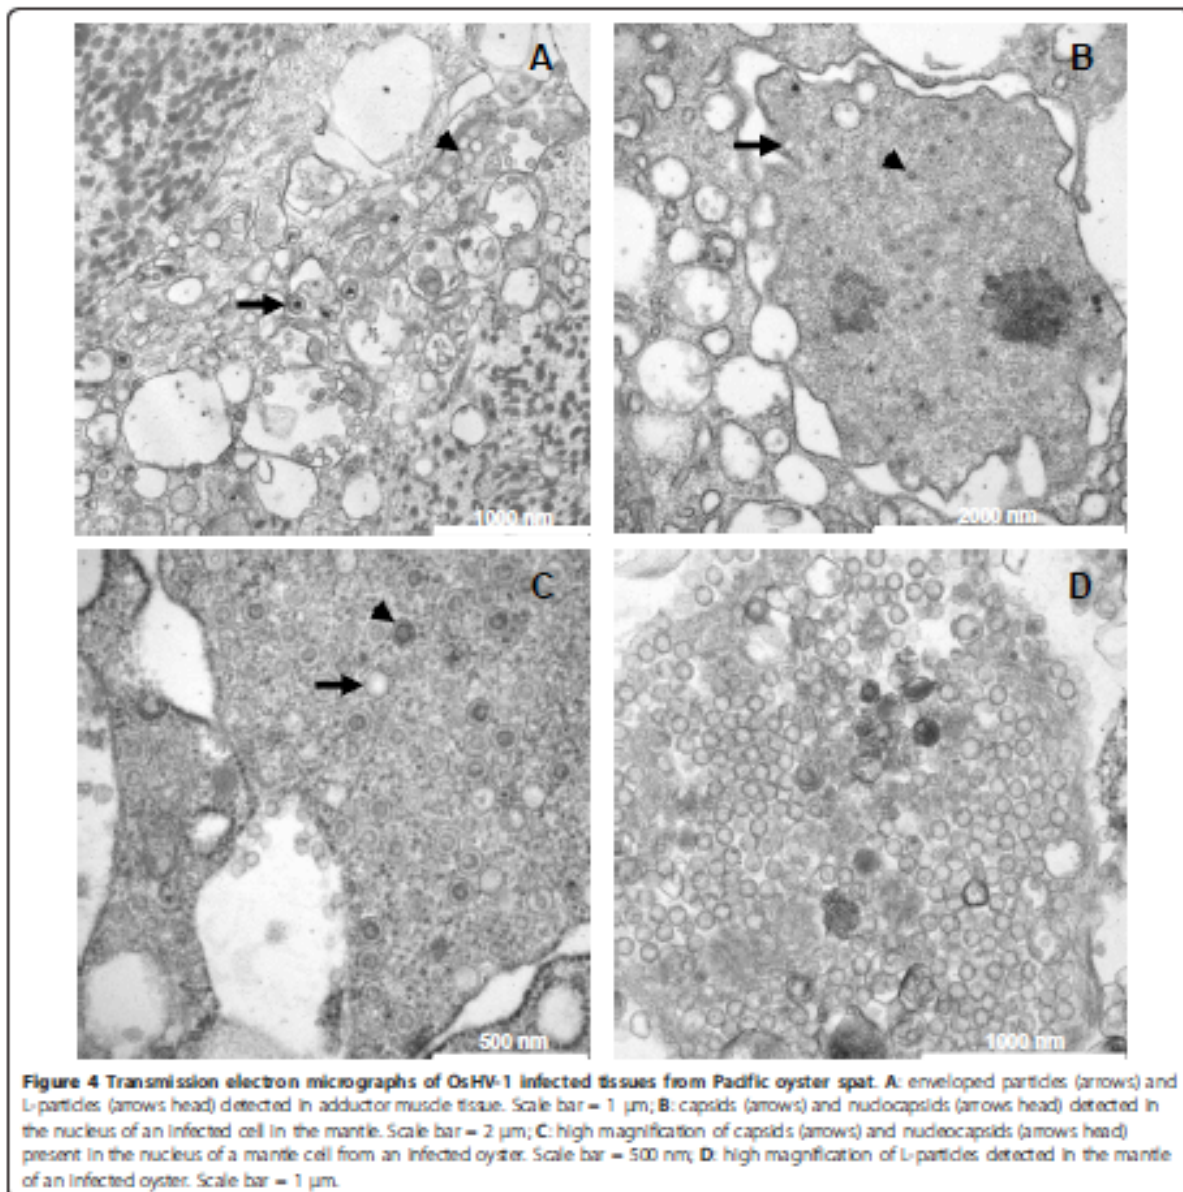 A
B
1000 nm
2000 nm
C
D
500 nm
1000 nm
Figure 4 Transmission electron micrographs of OsHV-1 infected tissues from Pacific oyster spat. A: enveloped particles (arrows) and
L-particles (arrows head) detected in adductor muscle tissue. Scale bar = 1 μm; B: capsids (arrows) and nuclocapsids (arrows head) detected in
the nucleus of an infected cell in the mantle. Scale bar = 2 μm; C: high magnification of capsids (arrows) and nucleocapsids (arrows head)
present in the nucleus of a mantle cell from an infected oyster. Scale bar = 500 nm; D: high magnification of L-particles detected in the mantle
of an infected oyster. Scale bar = 1 μm.